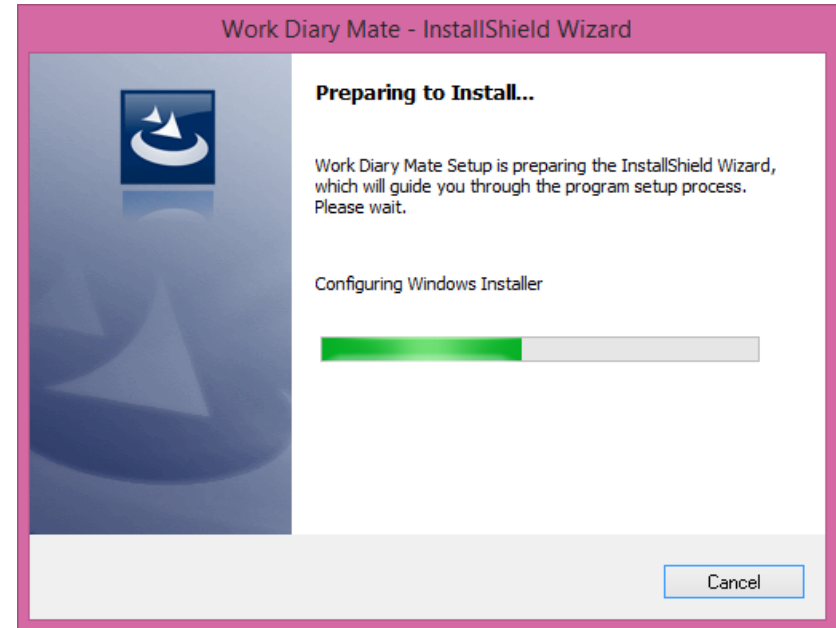 Work Diary Mate - InstallShield Wizard
Preparing to Install...
Work Diary Mate Setup is preparing the InstallShield Wizard,
which will guide you through the program setup process.
Please wait.
Configuring Windows Installer
Cancel